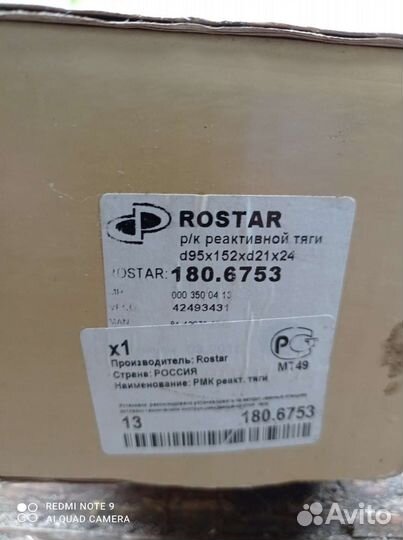 ROSTAR
р/к реактивной тяги
d95x152xd21x24
ROSTAR: 180.6753
000 350 04 13
42493431
MAN
x1
Производитель: Rostar
Страна: РОССИЯ
Наименование: РМК реакт. тяги
МТ49
13 180.6753
REDMI NOTE 9
AI QUAD CAMERA
Avito